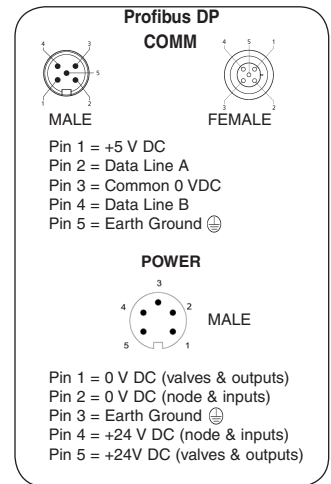 Profibus DP
COMM
4 3
5
1 2
MALE
4 5 1
3 2
FEMALE
Pin 1 = +5 V DC
Pin 2 = Data Line A
Pin 3 = Common 0 VDC
Pin 4 = Data Line B
Pin 5 = Earth Ground
POWER
3
4 2
5 1
MALE
Pin 1 = 0 V DC (valves & outputs)
Pin 2 = 0 V DC (node & inputs)
Pin 3 = Earth Ground
Pin 4 = +24 V DC (node & inputs)
Pin 5 = +24V DC (valves & outputs)